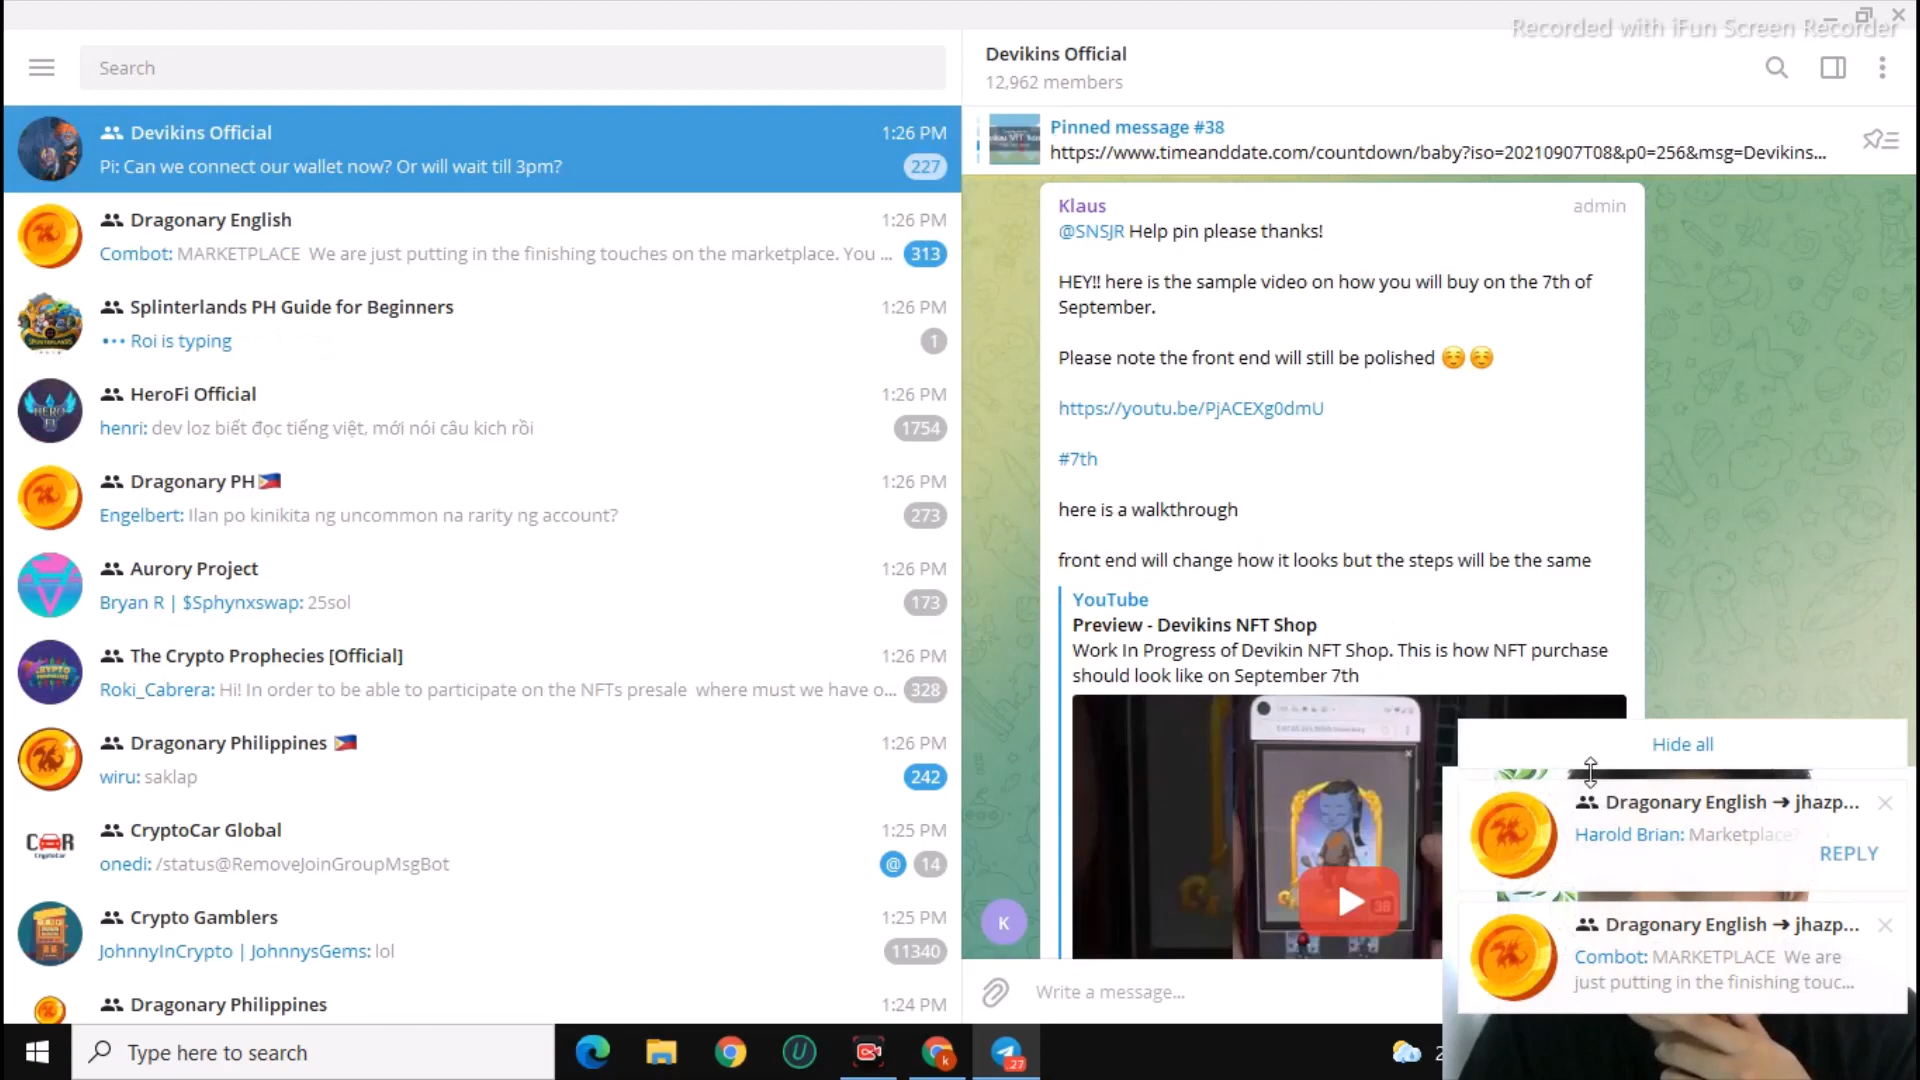 Recorded with iFun Screen Recorder
Search
Devikins Official
1:26 PM
Pi: Can we connect our wallet now? Or will wait till 3pm?
227
Dragonary English
1:26 PM
Combot: MARKETPLACE We are just putting in the finishing touches on the marketplace. You ...
313
Splinterlands PH Guide for Beginners
1:26 PM
Roi is typing
1
HeroFi Official
1:26 PM
henri: dev loz biết đọc tiếng việt, mới nói câu kich rồi
1754
Dragonary PH
1:26 PM
Engelbert: Ilan po kinikita ng uncommon na rarity ng account?
273
Aurory Project
1:26 PM
Bryan R | $Sphynxswap: 25sol
173
The Crypto Prophecies [Official]
1:26 PM
Roki_Cabrera: Hi! In order to be able to participate on the NFTs presale where must we have o...
328
Dragonary Philippines
1:26 PM
wiru: saklap
242
CryptoCar Global
1:25 PM
onedi: /status@RemoveJoinGroupMsgBot
@ 14
Crypto Gamblers
1:25 PM
JohnnyInCrypto | JohnnysGems: lol
11340
Dragonary Philippines
1:24 PM
Devikins Official
12,962 members
Pinned message #38
https://www.timeanddate.com/countdown/baby?iso=20210907T08&p0=256&msg=Devikins...
Klaus
admin
@SNSJR Help pin please thanks!
HEY!! here is the sample video on how you will buy on the 7th of
September.
Please note the front end will still be polished ☺️ ☺️
https://youtu.be/PjACEXg0dmU
#7th
here is a walkthrough
front end will change how it looks but the steps will be the same
YouTube
Preview - Devikins NFT Shop
Work In Progress of Devikin NFT Shop. This is how NFT purchase
should look like on September 7th
K
Write a message...
Hide all
Dragonary English ➜ jhazp...
Harold Brian: Marketplace?
REPLY
Dragonary English ➜ jhazp...
Combot: MARKETPLACE We are
just putting in the finishing touc...
Type here to search